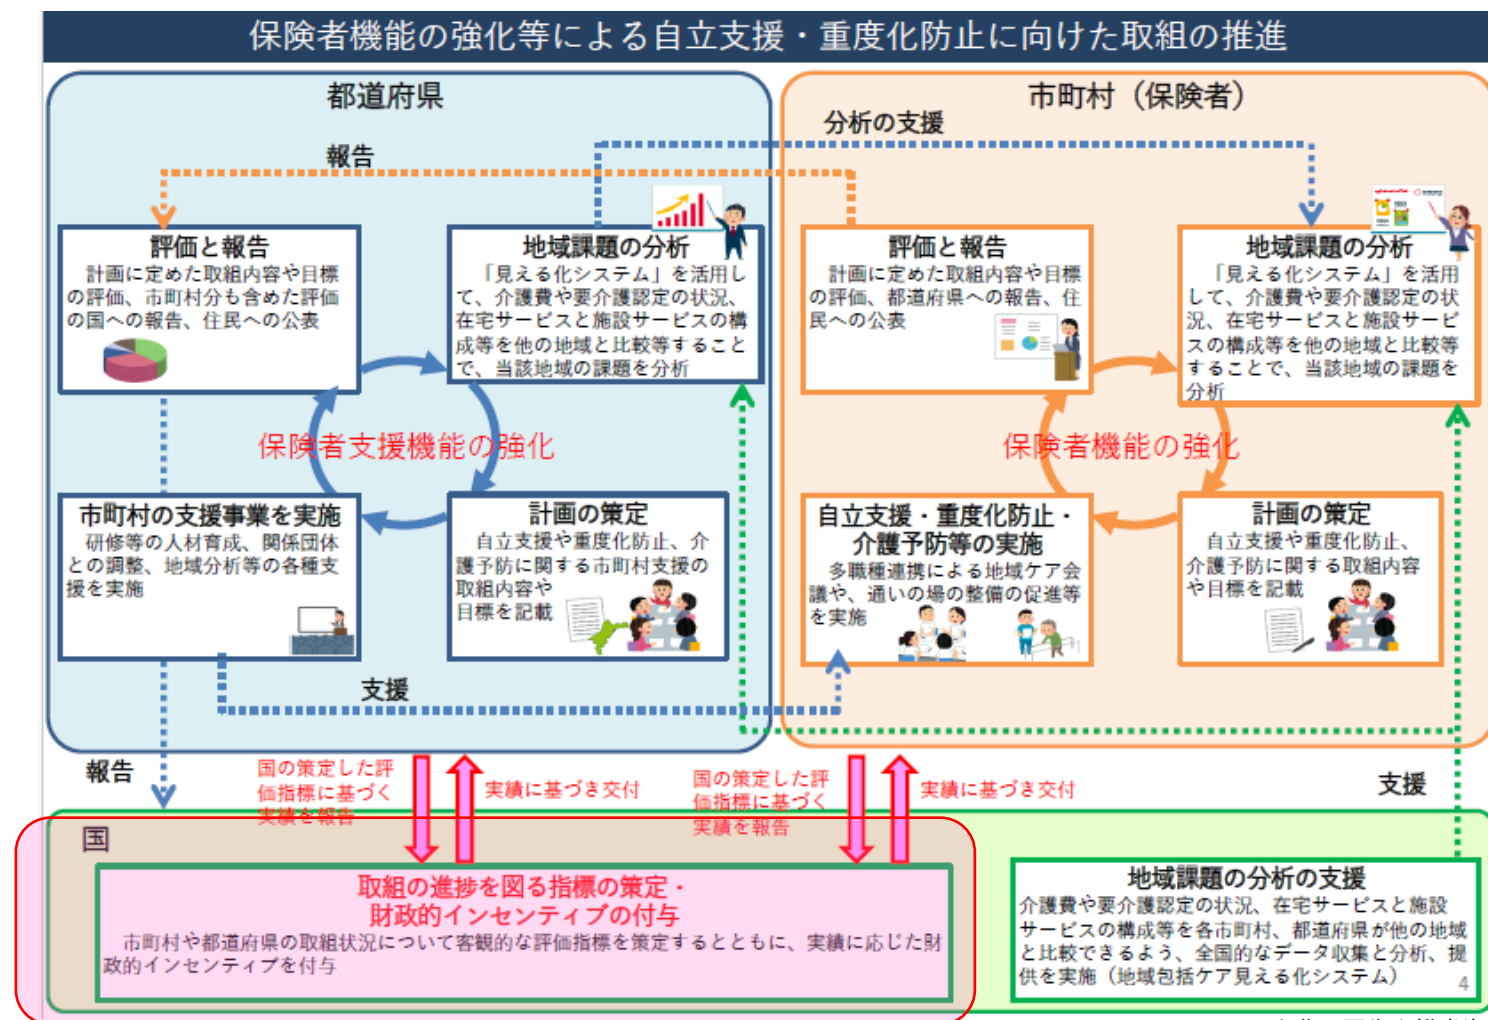 保険者機能の強化等による自立支援・重度化防止に向けた取組の推進
都道府県
報告
評価と報告
計画に定めた取組内容や目標
の評価、市町村分も含めた評価
の国への報告、住民への公表
地域課題の分析
「見える化システム」を活用し
て、介護費や要介護認定の状況、
在宅サービスと施設サービスの構
成等を他の地域と比較等すること
で、当該地域の課題を分析
保険者支援機能の強化
市町村の支援事業を実施
研修等の人材育成、関係団体
との調整、地域分析等の各種支
援を実施
計画の策定
自立支援や重度化防止、介
護予防に関する市町村支援の
取組内容や
目標を記載
支援
市町村（保険者）
分析の支援
評価と報告
計画に定めた取組内容や目標
の評価、都道府県への報告、住
民への公表
地域課題の分析
「見える化システム」を活用
して、介護費や要介護認定の状
況、在宅サービスと施設サービ
スの構成等を他の地域と比較等
することで、当該地域の課題を
分析
保険者機能の強化
自立支援・重度化防止・
介護予防等の実施
多職種連携による地域ケア会
議や、通いの場の整備の促進等
を実施
計画の策定
自立支援や重度化防止、
介護予防に関する取組内容
や目標を記載
報告
国の策定した評
価指標に基づく
実績を報告
実績に基づき交付
国の策定した評
価指標に基づく
実績を報告
実績に基づき交付
支援
国
取組の進捗を図る指標の策定・
財政的インセンティブの付与
市町村や都道府県の取組状況について客観的な評価指標を策定するとともに、実績に応じた財
政的インセンティブを付与
地域課題の分析の支援
介護費や要介護認定の状況、在宅サービスと施設
サービスの構成等を各市町村、都道府県が他の地域
と比較できるよう、全国的なデータ収集と分析、提
供を実施（地域包括ケア見える化システム）
4